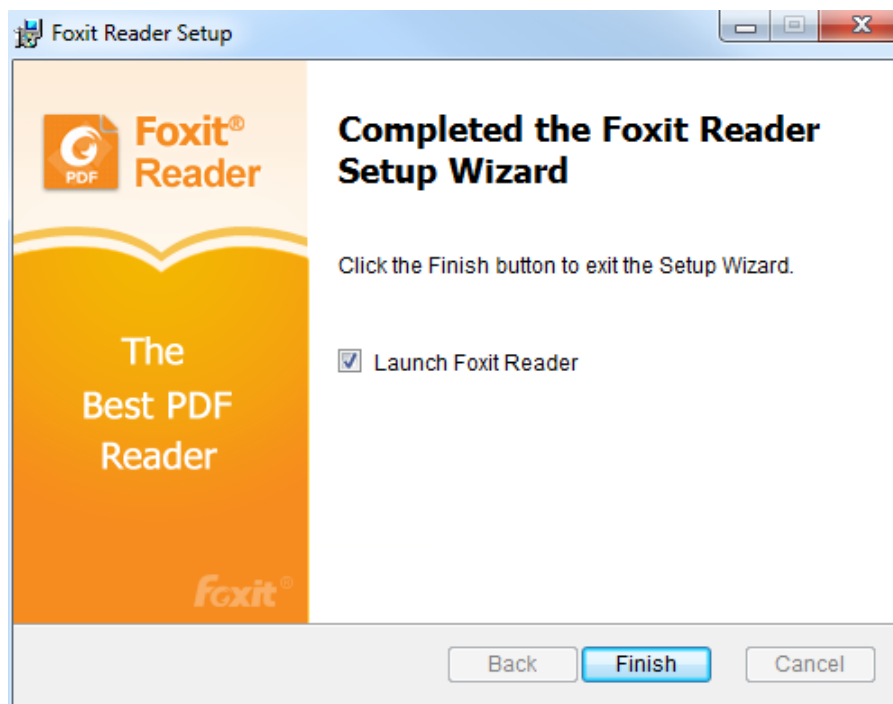 Foxit Reader Setup
Foxit®
Reader
PDF
Completed the Foxit Reader
Setup Wizard
Click the Finish button to exit the Setup Wizard.
Launch Foxit Reader
The
Best PDF
Reader
Foxit®
Back Finish Cancel